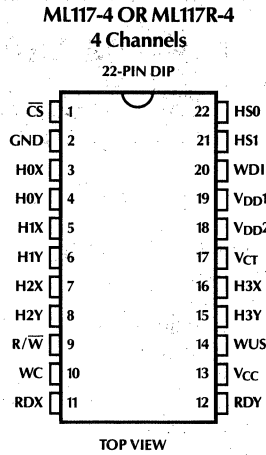 ML117-4 OR ML117R-4
4 Channels
22-PIN DIP
C̅S̅ 1 22 HS0
GND 2 21 HS1
H0X 3 20 WDI
H0Y 4 19 VDD1
H1X 5 18 VDD2
H1Y 6 17 VCT
H2X 7 16 H3X
H2Y 8 15 H3Y
R/W̅ 9 14 WUS
WC 10 13 VCC
RDX 11 12 RDY
TOP VIEW